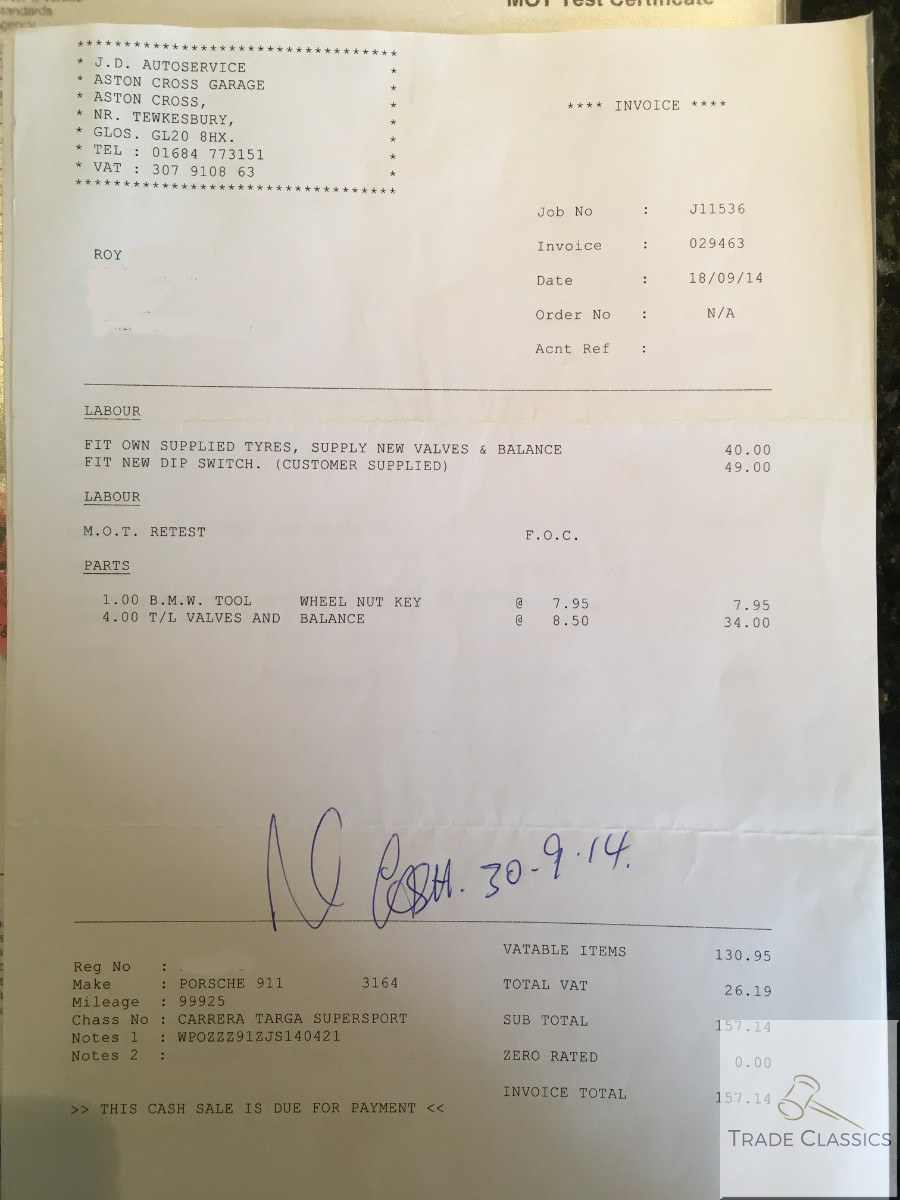 Standards
MOT Test Certificate
**********************************
* J.D. AUTOSERVICE *
* ASTON CROSS GARAGE *
* ASTON CROSS, *
* NR. TEWKESBURY, *
* GLOS. GL20 8HX. *
* TEL : 01684 773151 *
* VAT : 307 9108 63 *
**********************************
**** INVOICE ****
Job No : J11536
Invoice : 029463
Date : 18/09/14
Order No : N/A
Acnt Ref :
ROY
LABOUR
FIT OWN SUPPLIED TYRES, SUPPLY NEW VALVES & BALANCE 40.00
FIT NEW DIP SWITCH. (CUSTOMER SUPPLIED) 49.00
LABOUR
M.O.T. RETEST F.O.C.
PARTS
1.00 B.M.W. TOOL WHEEL NUT KEY @ 7.95 7.95
4.00 T/L VALVES AND BALANCE @ 8.50 34.00
CASH. 30-9-14.
Reg No :
Make : PORSCHE 911 3164
Mileage : 99925
Chass No : CARRERA TARGA SUPERSPORT
Notes 1 : WPOZZZ91ZJS140421
Notes 2 :
>> THIS CASH SALE IS DUE FOR PAYMENT <<
VATABLE ITEMS 130.95
TOTAL VAT 26.19
SUB TOTAL 157.14
ZERO RATED 0.00
INVOICE TOTAL 157.14
TRADE CLASSICS